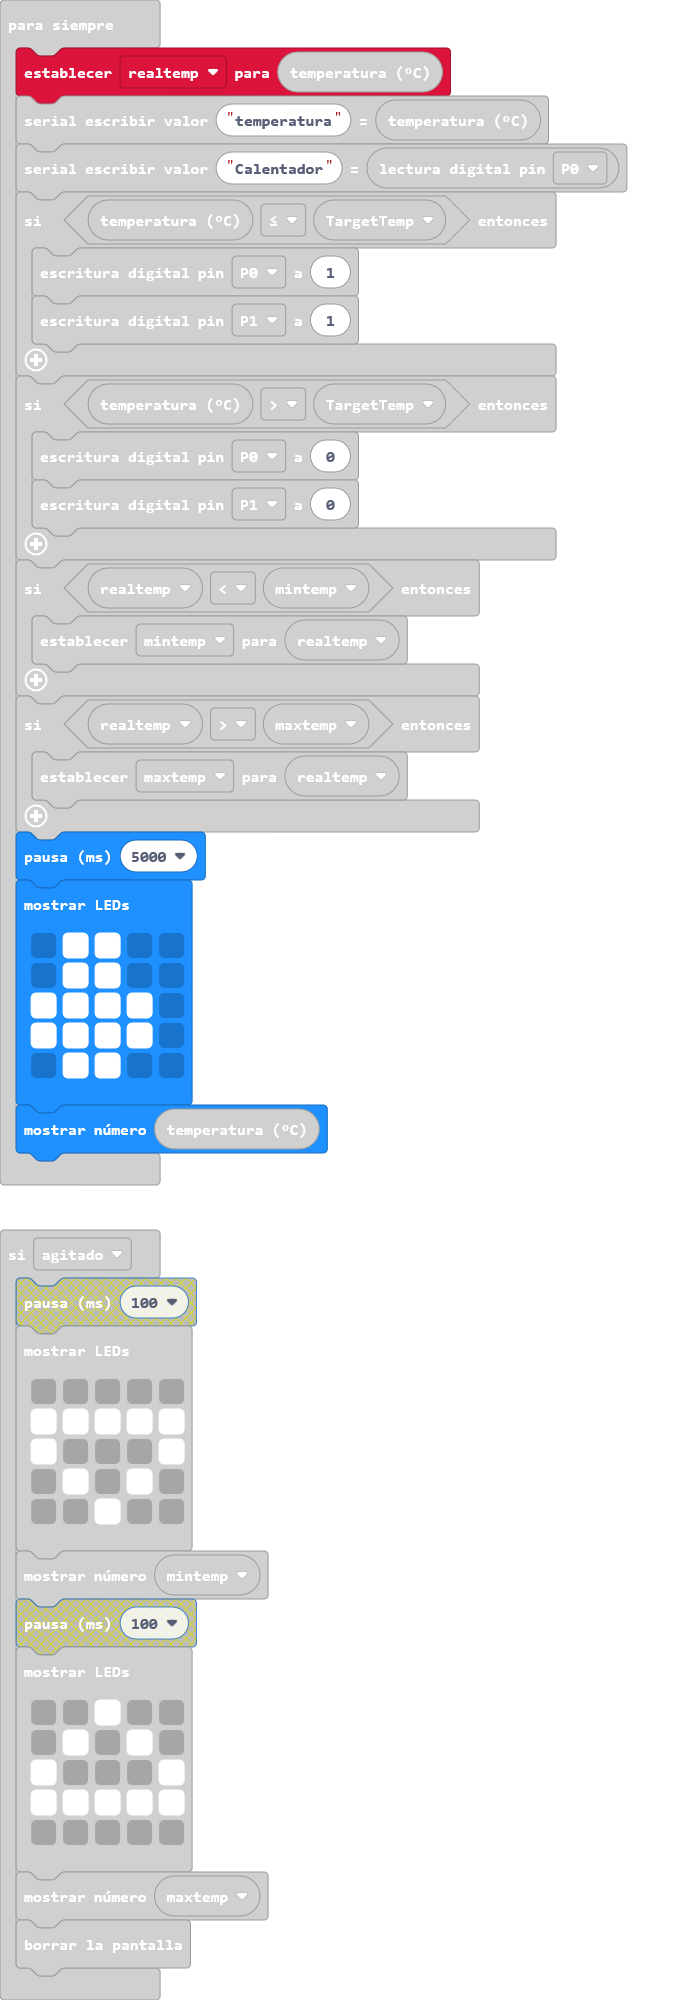 para siempre
establecer realtemp para temperatura (ºC)
serial escribir valor "temperatura" = temperatura (ºC)
serial escribir valor "Calentador" = lectura digital pin P0
si temperatura (ºC) ≤ TargetTemp entonces
escritura digital pin P0 a 1
escritura digital pin P1 a 1
si temperatura (ºC) > TargetTemp entonces
escritura digital pin P0 a 0
escritura digital pin P1 a 0
si realtemp < mintemp entonces
establecer mintemp para realtemp
si realtemp > maxtemp entonces
establecer maxtemp para realtemp
pausa (ms) 5000
mostrar LEDs
mostrar número temperatura (ºC)
si agitado
pausa (ms) 100
mostrar LEDs
mostrar número mintemp
pausa (ms) 100
mostrar LEDs
mostrar número maxtemp
borrar la pantalla